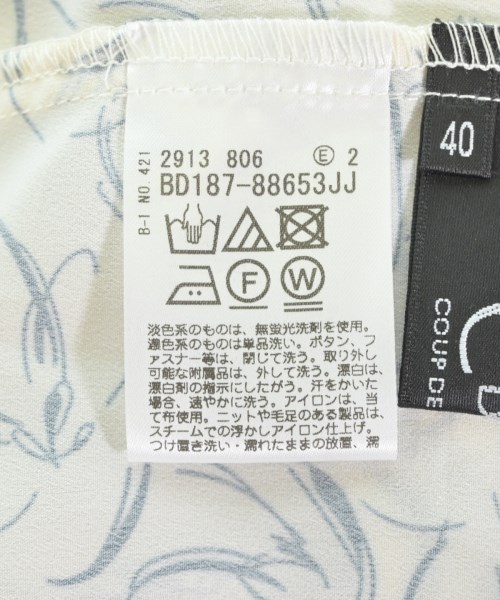 B-I NO.421
2913 806 Ⓔ 2
BD187-88653JJ
F W
淡色系のものは、無蛍光洗剤を使用。
濃色系のものは単品洗い。ボタン、フ
ァスナー等は、閉じて洗う。取り外し
可能な附属品は、外して洗う。漂白は、
漂白剤の指示にしたがう。汗をかいた
場合、速やかに洗う。アイロンは、当
て布使用。ニットや毛足のある製品は、
スチームでの浮かしアイロン仕上げ。
つけ置き洗い・濡れたままの放置、濡
40
COUP DE